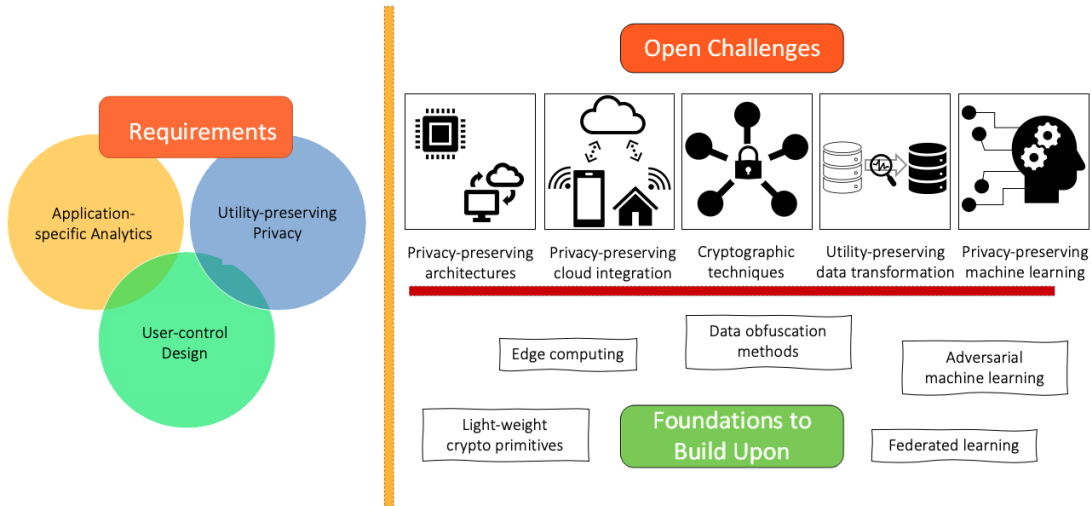 Requirements
Application-
specific Analytics
Utility-preserving
Privacy
User-control
Design
Open Challenges
Privacy-preserving
architectures
Privacy-preserving
cloud integration
Cryptographic
techniques
Utility-preserving
data transformation
Privacy-preserving
machine learning
Edge computing
Data obfuscation
methods
Adversarial
machine learning
Light-weight
crypto primitives
Foundations to
Build Upon
Federated learning